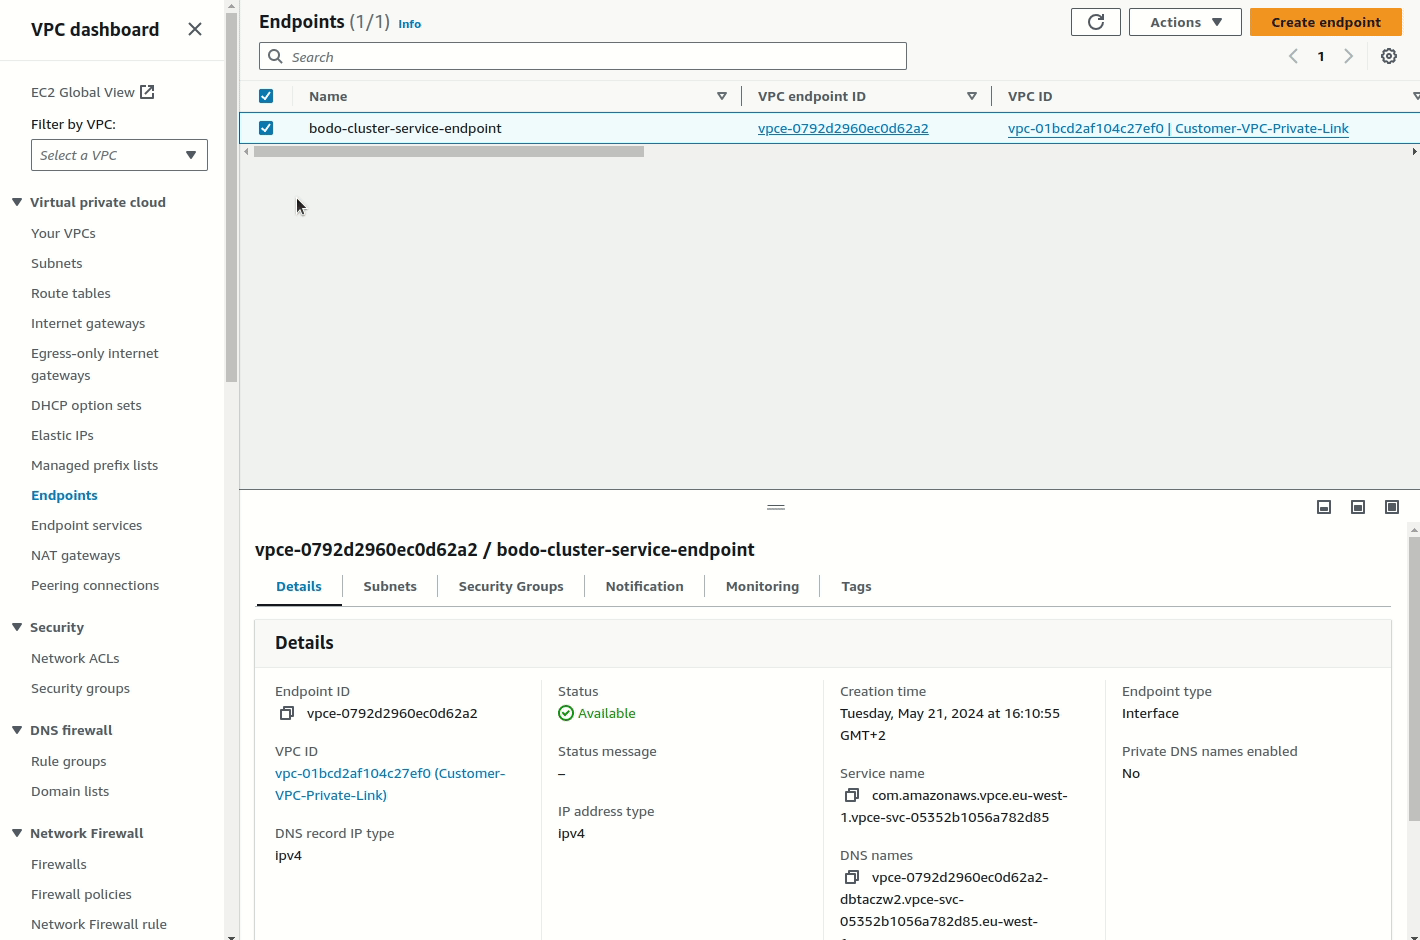 VPC dashboard
EC2 Global View
Filter by VPC:
Select a VPC
Virtual private cloud
Your VPCs
Subnets
Route tables
Internet gateways
Egress-only internet
gateways
DHCP option sets
Elastic IPs
Managed prefix lists
Endpoints
Endpoint services
NAT gateways
Peering connections
Security
Network ACLs
Security groups
DNS firewall
Rule groups
Domain lists
Network Firewall
Firewalls
Firewall policies
Network Firewall rule
Endpoints (1/1) Info
Actions
Create endpoint
Search
1
Name VPC endpoint ID VPC ID
bodo-cluster-service-endpoint vpce-0792d2960ec0d62a2 vpc-01bcd2af104c27ef0 | Customer-VPC-Private-Link
vpce-0792d2960ec0d62a2 / bodo-cluster-service-endpoint
Details Subnets Security Groups Notification Monitoring Tags
Details
Endpoint ID
vpce-0792d2960ec0d62a2
VPC ID
vpc-01bcd2af104c27ef0 (Customer-
VPC-Private-Link)
DNS record IP type
ipv4
Status
Available
Status message
–
IP address type
ipv4
Creation time
Tuesday, May 21, 2024 at 16:10:55
GMT+2
Service name
com.amazonaws.vpce.eu-west-
1.vpce-svc-05352b1056a782d85
DNS names
vpce-0792d2960ec0d62a2-
dbtaczw2.vpce-svc-
05352b1056a782d85.eu-west-
Endpoint type
Interface
Private DNS names enabled
No